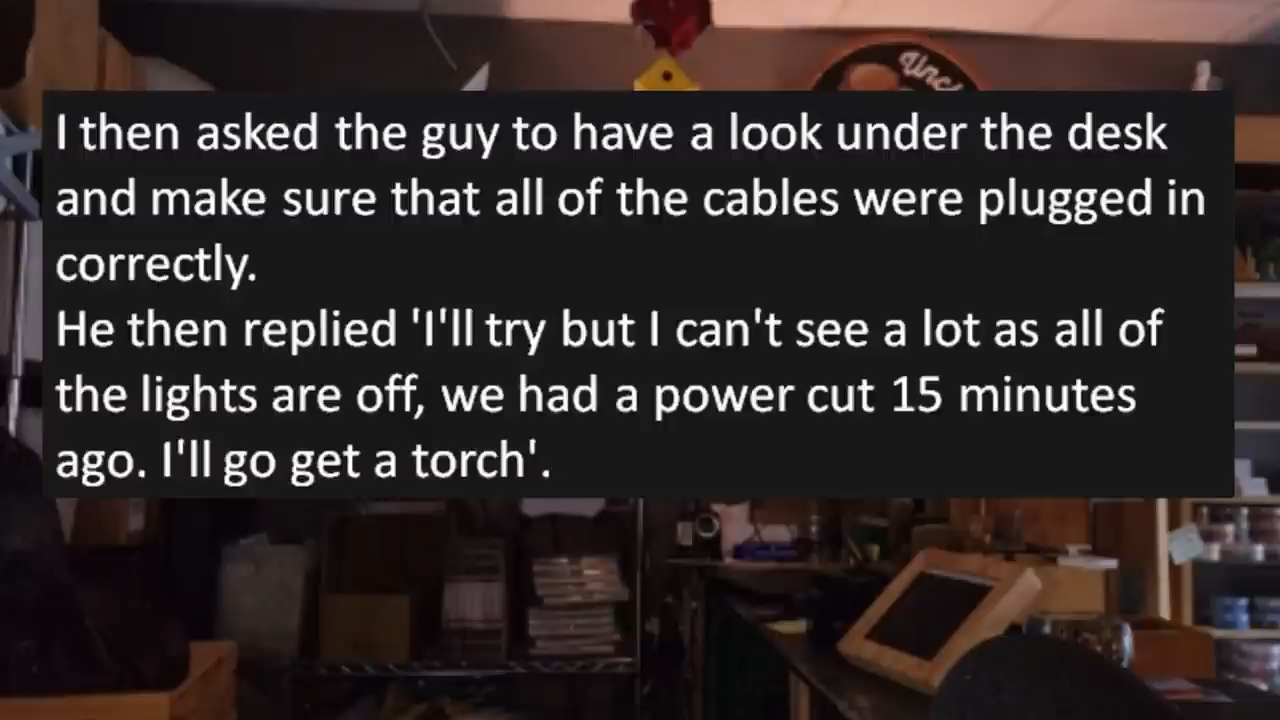 Unc
I then asked the guy to have a look under the desk
and make sure that all of the cables were plugged in
correctly.
He then replied 'I'll try but I can't see a lot as all of
the lights are off, we had a power cut 15 minutes
ago. I'll go get a torch'.